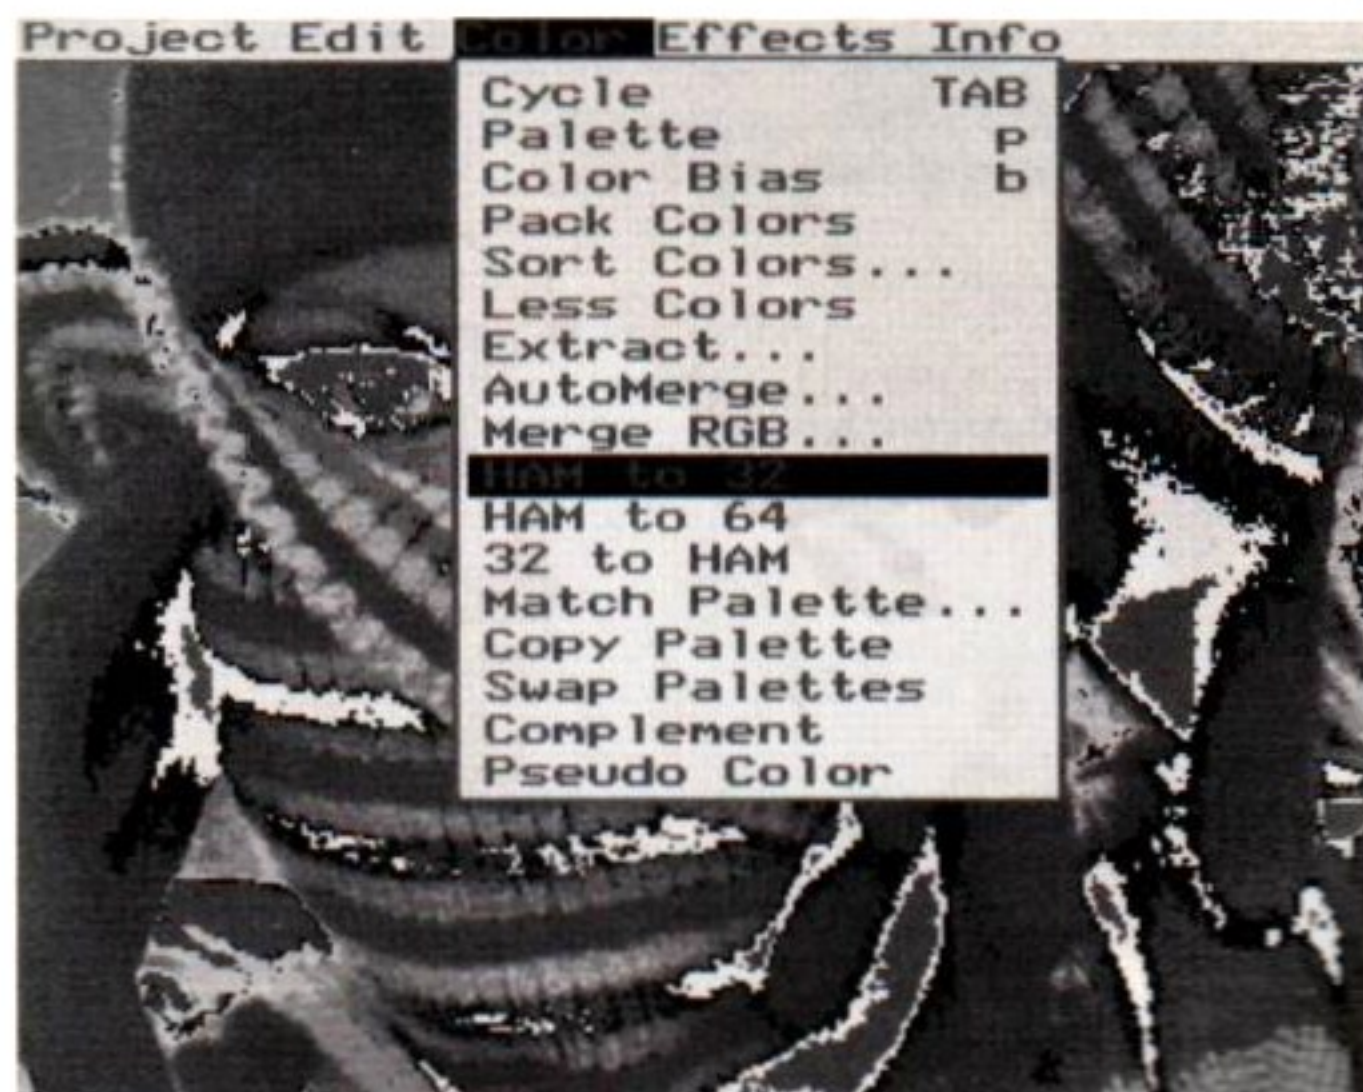 Project Edit Color Effects Info
Cycle TAB
Palette p
Color Bias b
Pack Colors
Sort Colors...
Less Colors
Extract...
AutoMerge...
Merge RGB...
HAM to 32
HAM to 64
32 to HAM
Match Palette...
Copy Palette
Swap Palettes
Complement
Pseudo Color